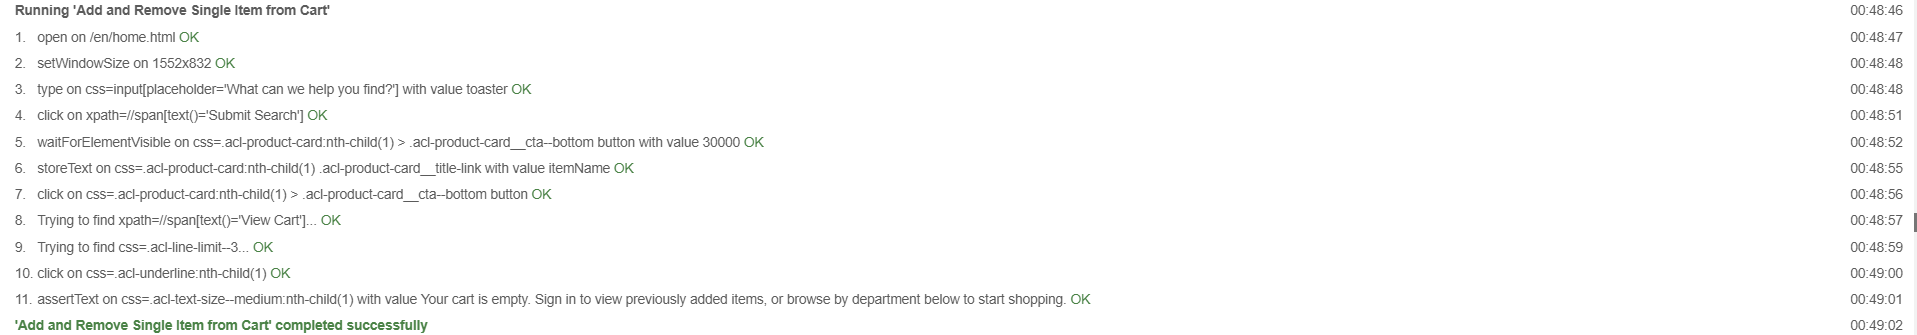 Running 'Add and Remove Single Item from Cart' 00:48:46
1. open on /en/home.html OK 00:48:47
2. setWindowSize on 1552x832 OK 00:48:48
3. type on css=input[placeholder='What can we help you find?'] with value toaster OK 00:48:48
4. click on xpath=//span[text()='Submit Search'] OK 00:48:51
5. waitForElementVisible on css=.acl-product-card:nth-child(1) > .acl-product-card__cta--bottom button with value 30000 OK 00:48:52
6. storeText on css=.acl-product-card:nth-child(1) .acl-product-card__title-link with value itemName OK 00:48:55
7. click on css=.acl-product-card:nth-child(1) > .acl-product-card__cta--bottom button OK 00:48:56
8. Trying to find xpath=//span[text()='View Cart']... OK 00:48:57
9. Trying to find css=.acl-line-limit--3... OK 00:48:59
10. click on css=.acl-underline:nth-child(1) OK 00:49:00
11. assertText on css=.acl-text-size--medium:nth-child(1) with value Your cart is empty. Sign in to view previously added items, or browse by department below to start shopping. OK 00:49:01
'Add and Remove Single Item from Cart' completed successfully 00:49:02